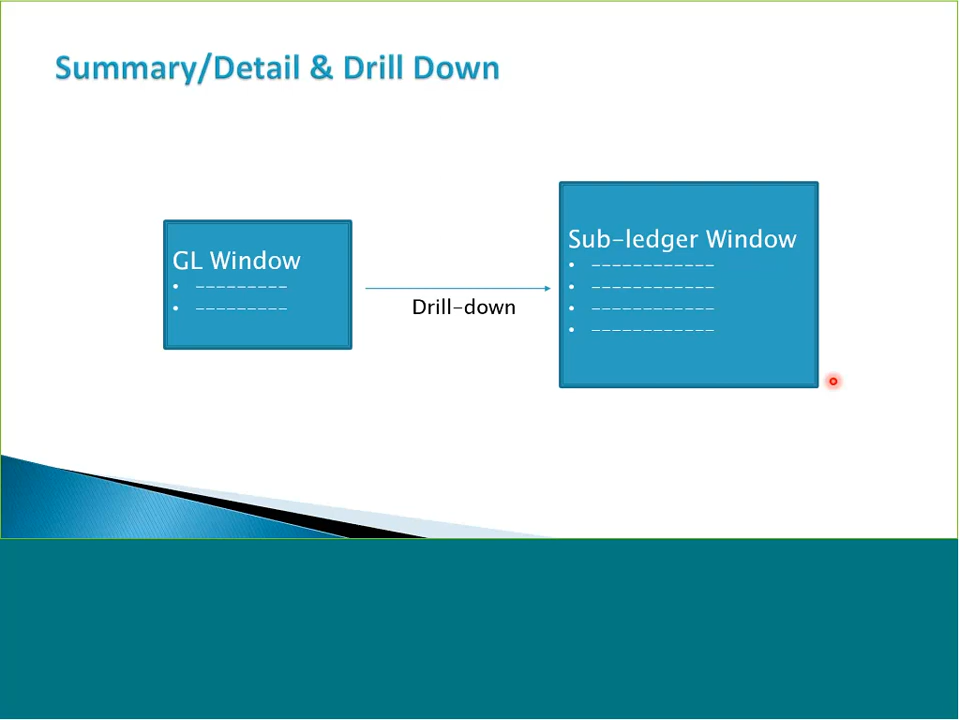 Summary/Detail & Drill Down
GL Window
• ---------
• ---------
Drill-down
Sub-ledger Window
• ------------
• ------------
• ------------
• ------------